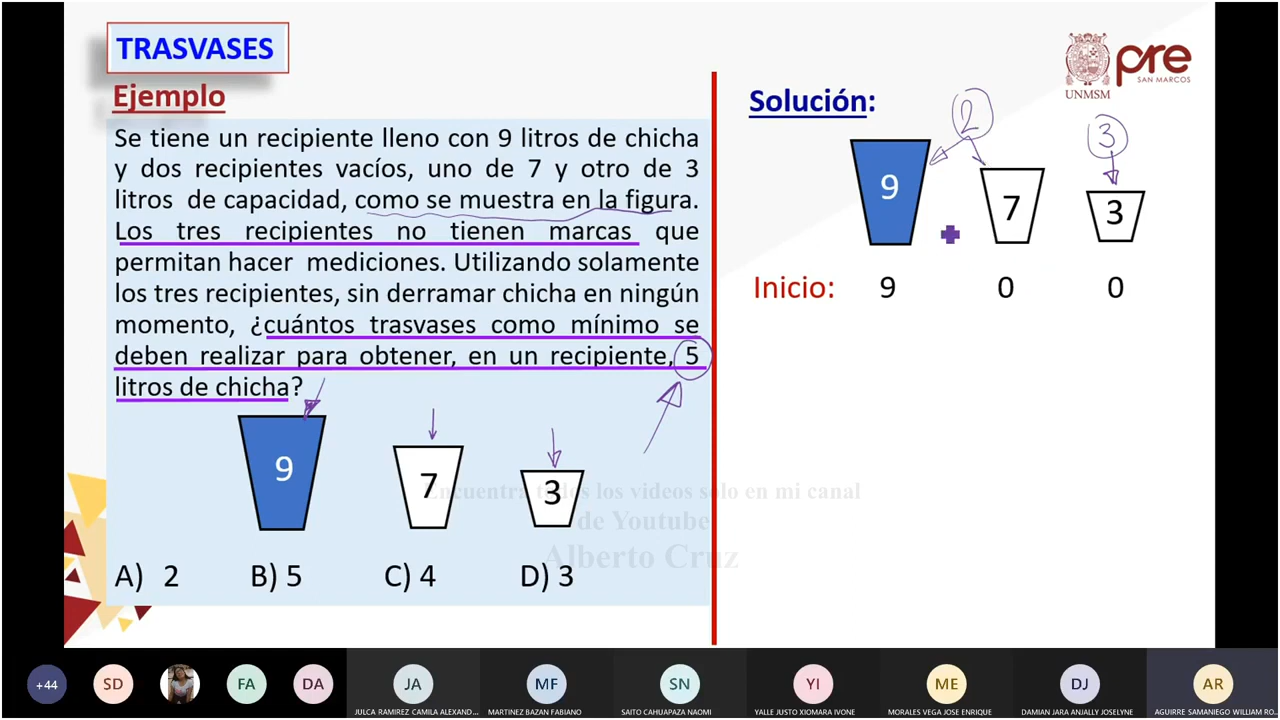 TRASVASES
Ejemplo
Se tiene un recipiente lleno con 9 litros de chicha
y dos recipientes vacíos, uno de 7 y otro de 3
litros de capacidad, como se muestra en la figura.
Los tres recipientes no tienen marcas que
permitan hacer mediciones. Utilizando solamente
los tres recipientes, sin derramar chicha en ningún
momento, ¿cuántos trasvases como mínimo se
deben realizar para obtener, en un recipiente, 5
litros de chicha?
9
7
3
A) 2 B) 5 C) 4 D) 3
Encuentra todos los videos solo en mi canal
de Youtube
Alberto Cruz
pre
SAN MARCOS
UNMSM
Solución:
2
3
9
7
3
Inicio: 9 0 0
+44
SD
FA
DA
JA
JULCA RAMIREZ CAMILA ALEXAND...
MF
MARTINEZ BAZAN FABIANO
SN
SAITO CAHUAPAZA NAOMI
YI
YALLE JUSTO XIOMARA IVONE
ME
MORALES VEGA JOSE ENRIQUE
DJ
DAMIAN JARA ANJALLY JOSELYNE
AR
AGUIRRE SAMANEGO WILLIAM RO...